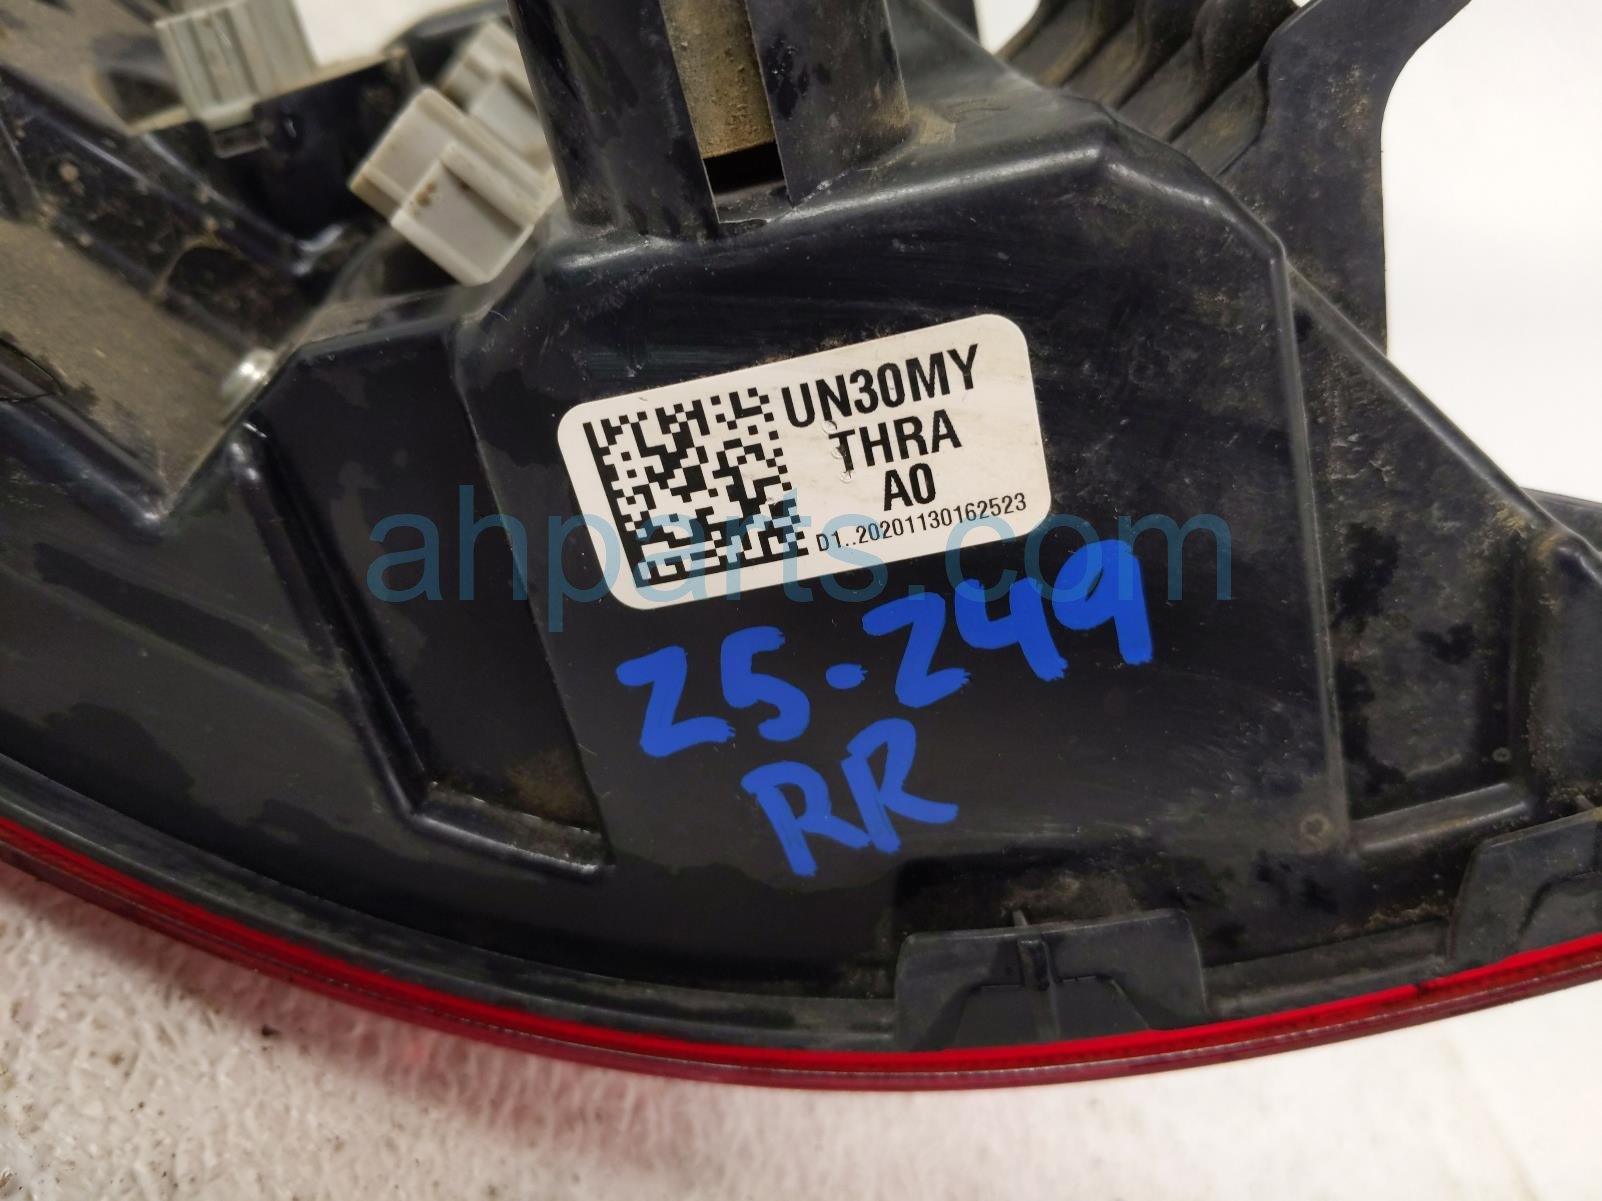 UN30MY
THRA
A0
D1..20201130162523
ahparts.com
25-249
RR